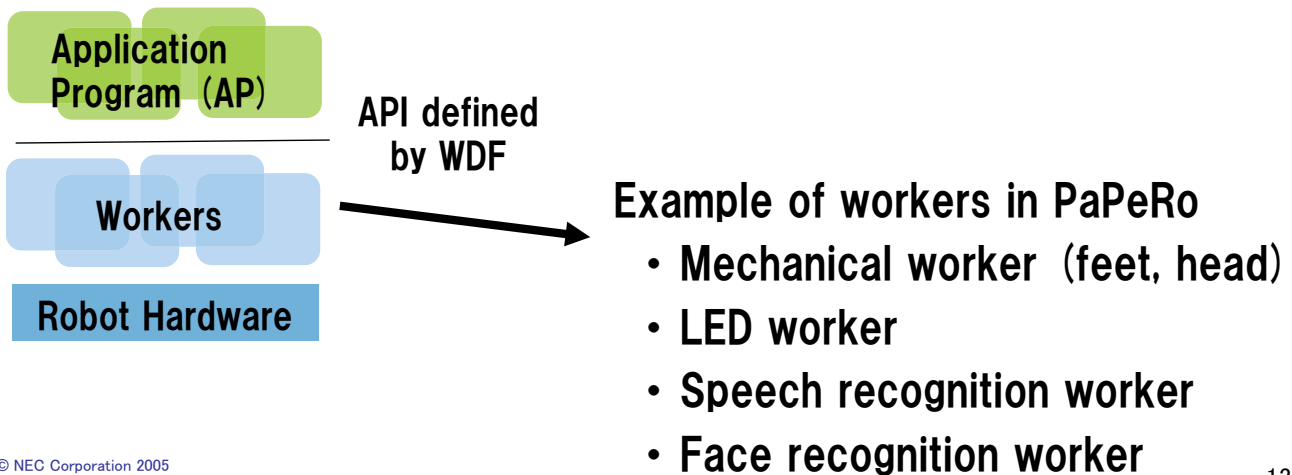 Application
Program (AP)
API defined
by WDF
Workers
Robot Hardware
Example of workers in PaPeRo
・Mechanical worker (feet, head)
・LED worker
・Speech recognition worker
・Face recognition worker
© NEC Corporation 2005